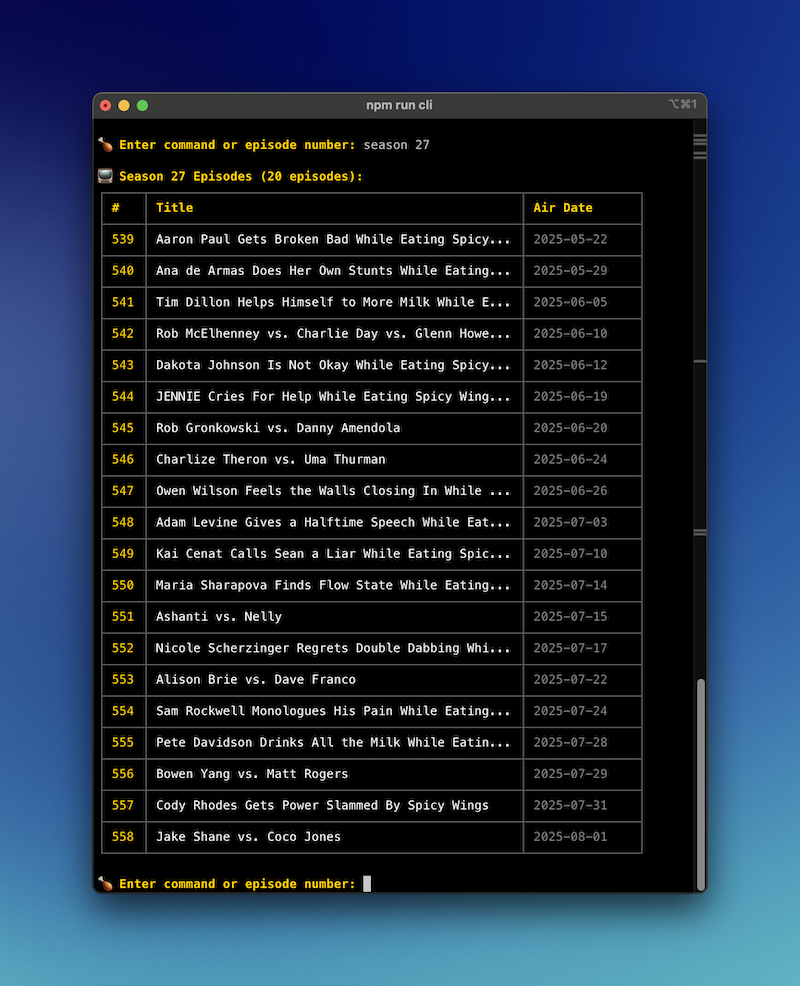 npm run cli
⌥⌘1
Enter command or episode number: season 27
Season 27 Episodes (20 episodes):
# Title Air Date
539 Aaron Paul Gets Broken Bad While Eating Spicy... 2025-05-22
540 Ana de Armas Does Her Own Stunts While Eating... 2025-05-29
541 Tim Dillon Helps Himself to More Milk While E... 2025-06-05
542 Rob McElhenney vs. Charlie Day vs. Glenn Howe... 2025-06-10
543 Dakota Johnson Is Not Okay While Eating Spicy... 2025-06-12
544 JENNIE Cries For Help While Eating Spicy Wing... 2025-06-19
545 Rob Gronkowski vs. Danny Amendola 2025-06-20
546 Charlize Theron vs. Uma Thurman 2025-06-24
547 Owen Wilson Feels the Walls Closing In While ... 2025-06-26
548 Adam Levine Gives a Halftime Speech While Eat... 2025-07-03
549 Kai Cenat Calls Sean a Liar While Eating Spic... 2025-07-10
550 Maria Sharapova Finds Flow State While Eating... 2025-07-14
551 Ashanti vs. Nelly 2025-07-15
552 Nicole Scherzinger Regrets Double Dabbing Whi... 2025-07-17
553 Alison Brie vs. Dave Franco 2025-07-22
554 Sam Rockwell Monologues His Pain While Eating... 2025-07-24
555 Pete Davidson Drinks All the Milk While Eatin... 2025-07-28
556 Bowen Yang vs. Matt Rogers 2025-07-29
557 Cody Rhodes Gets Power Slammed By Spicy Wings 2025-07-31
558 Jake Shane vs. Coco Jones 2025-08-01
Enter command or episode number: